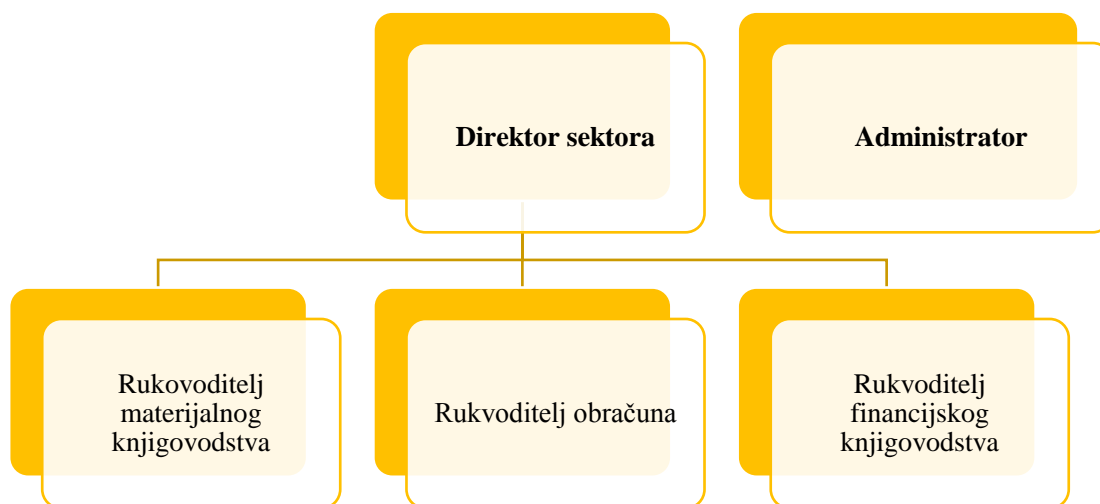 Direktor sektora
Administrator
Rukovoditelj
materijalnog
knjigovodstva
Rukvoditelj obračuna
Rukvoditelj
financijskog
knjigovodstva